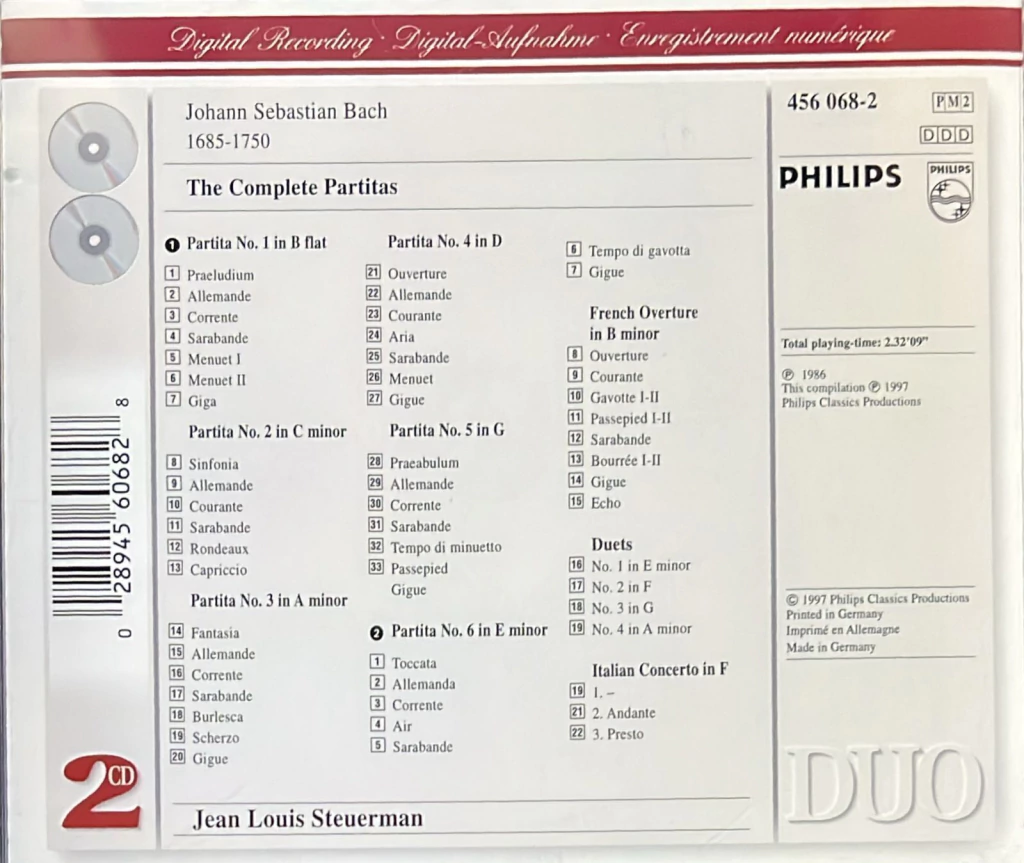 Digital Recording · Digital-Aufnahme · Enregistrement numérique
Johann Sebastian Bach
1685-1750
The Complete Partitas
1 Partita No. 1 in B flat
1 Praeludium
2 Allemande
3 Corrente
4 Sarabande
5 Menuet I
6 Menuet II
7 Giga
Partita No. 2 in C minor
8 Sinfonia
9 Allemande
10 Courante
11 Sarabande
12 Rondeaux
13 Capriccio
Partita No. 3 in A minor
14 Fantasia
15 Allemande
16 Corrente
17 Sarabande
18 Burlesca
19 Scherzo
20 Gigue
Partita No. 4 in D
21 Ouverture
22 Allemande
23 Courante
24 Aria
25 Sarabande
26 Menuet
27 Gigue
Partita No. 5 in G
28 Praeabulum
29 Allemande
30 Corrente
31 Sarabande
32 Tempo di minuetto
33 Passepied
Gigue
2 Partita No. 6 in E minor
1 Toccata
2 Allemanda
3 Corrente
4 Air
5 Sarabande
6 Tempo di gavotta
7 Gigue
French Overture
in B minor
8 Ouverture
9 Courante
10 Gavotte I-II
11 Passepied I-II
12 Sarabande
13 Bourrée I-II
14 Gigue
15 Echo
Duets
16 No. 1 in E minor
17 No. 2 in F
18 No. 3 in G
19 No. 4 in A minor
Italian Concerto in F
19 1. –
21 2. Andante
22 3. Presto
Jean Louis Steuerman
456 068-2
PM2
DDD
PHILIPS
PHILIPS
Total playing-time: 2.32'09"
℗ 1986
This compilation ℗ 1997
Philips Classics Productions
© 1997 Philips Classics Productions
Printed in Germany
Imprimé en Allemagne
Made in Germany
DUO
2CD
0 28945 60682 8